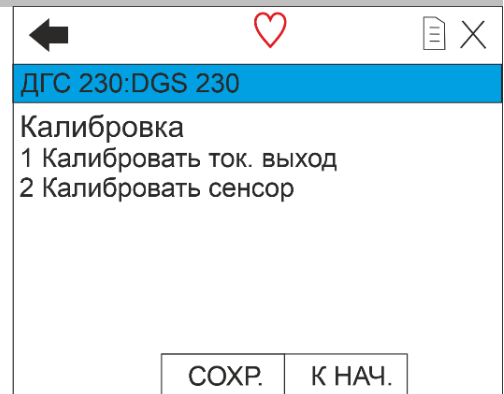 ДГС 230:DGS 230
Калибровка
1 Калибровать ток. выход
2 Калибровать сенсор
СОХР. К НАЧ.